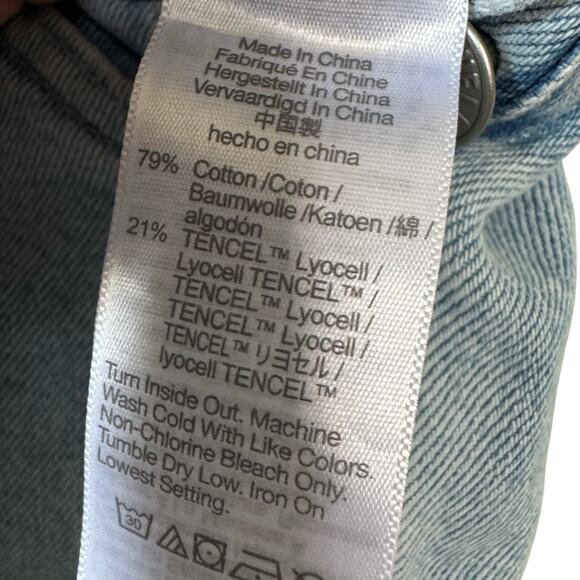 Made In China
Fabriqué En Chine
Hergestellt In China
Vervaardigd In China
中国製
hecho en china
79% Cotton /Coton /
Baumwolle /Katoen /綿 /
algodón
21% TENCEL™ Lyocell /
Lyocell TENCEL™ /
TENCEL™ Lyocell /
TENCEL™ Lyocell /
TENCEL™ リヨセル /
lyocell TENCEL™
Turn Inside Out. Machine
Wash Cold With Like Colors.
Non-Chlorine Bleach Only.
Tumble Dry Low. Iron On
Lowest Setting.
30